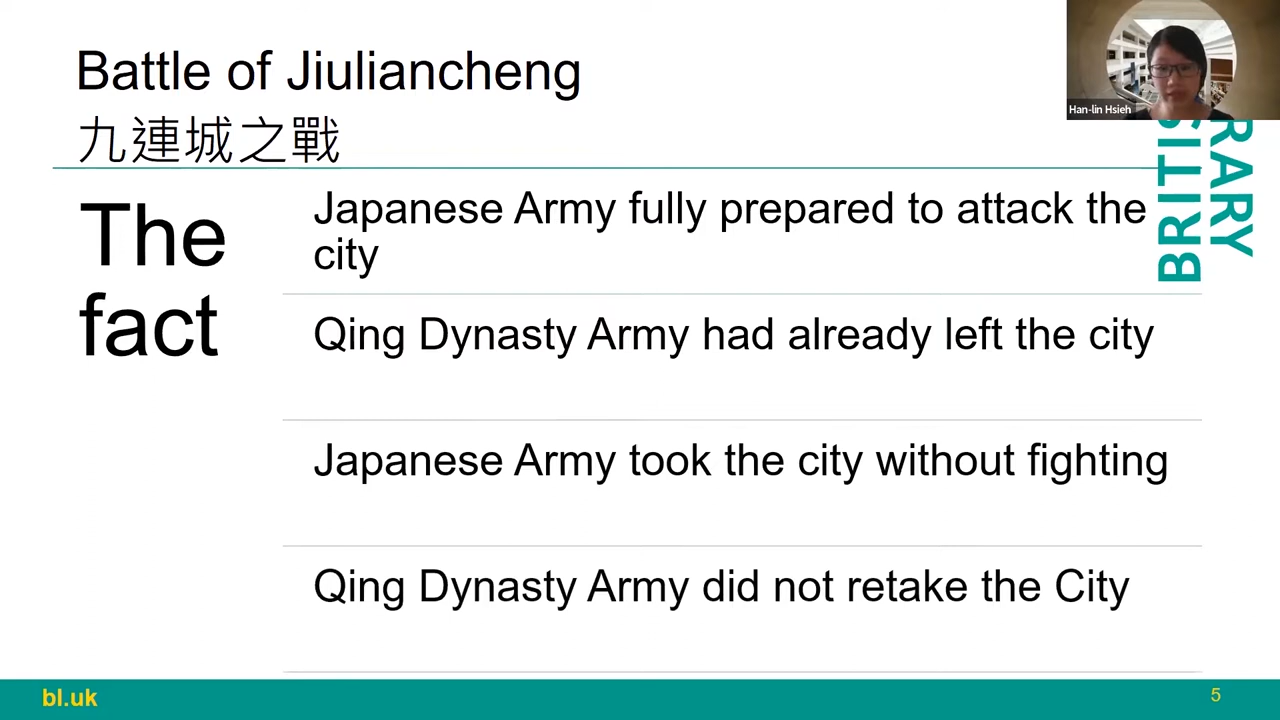 Battle of Jiuliancheng
九連城之戰
Han-lin Hsieh
BRITIS
RARY
The
fact
Japanese Army fully prepared to attack the
city
Qing Dynasty Army had already left the city
Japanese Army took the city without fighting
Qing Dynasty Army did not retake the City
bl.uk
5